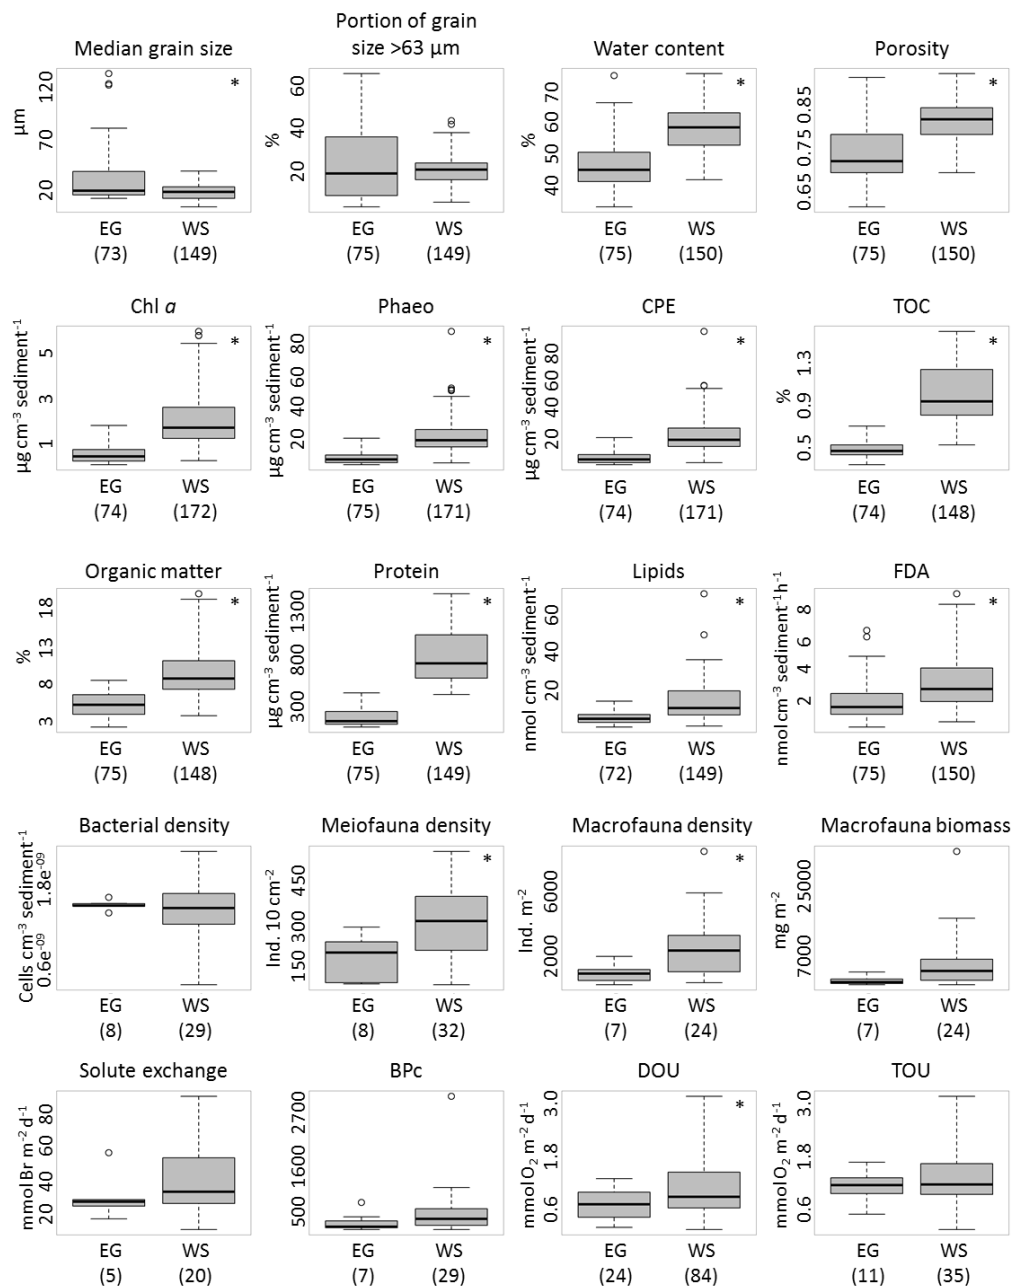 Median grain size
Portion of grain
size >63 µm
Water content
Porosity
µm
20 70 120
*
EG WS
(73) (149)
%
20 40 60
EG WS
(75) (149)
%
40 50 60 70
*
EG WS
(75) (150)
0.65 0.75 0.85
*
EG WS
(75) (150)
Chl a
Phaeo
CPE
TOC
µg cm⁻³ sediment⁻¹
1 3 5
*
EG WS
(74) (172)
µg cm⁻³ sediment⁻¹
20 40 60 80
*
EG WS
(75) (171)
µg cm⁻³ sediment⁻¹
20 40 60 80
*
EG WS
(74) (171)
%
0.5 0.9 1.3
*
EG WS
(74) (148)
Organic matter
Protein
Lipids
FDA
%
3 8 13 18
*
EG WS
(75) (148)
µg cm⁻³ sediment⁻¹
300 800 1300
*
EG WS
(75) (149)
nmol cm⁻³ sediment⁻¹
20 40 60
*
EG WS
(72) (149)
nmol cm⁻³ sediment⁻¹h⁻¹
2 4 6 8
*
EG WS
(75) (150)
Bacterial density
Meiofauna density
Macrofauna density
Macrofauna biomass
Cells cm⁻³ sediment⁻¹
0.6e⁻⁰⁹ 1.8e⁻⁰⁹
EG WS
(8) (29)
Ind. 10 cm⁻²
150 300 450
*
EG WS
(8) (32)
Ind. m⁻²
2000 6000
*
EG WS
(7) (24)
mg m⁻²
7000 25000
EG WS
(7) (24)
Solute exchange
BPc
DOU
TOU
mmol Br m⁻² d⁻¹
20 40 60 80
EG WS
(5) (20)
500 1600 2700
EG WS
(7) (29)
mmol O₂ m⁻² d⁻¹
0.6 1.8 3.0
*
EG WS
(24) (84)
mmol O₂ m⁻² d⁻¹
0.6 1.8 3.0
EG WS
(11) (35)